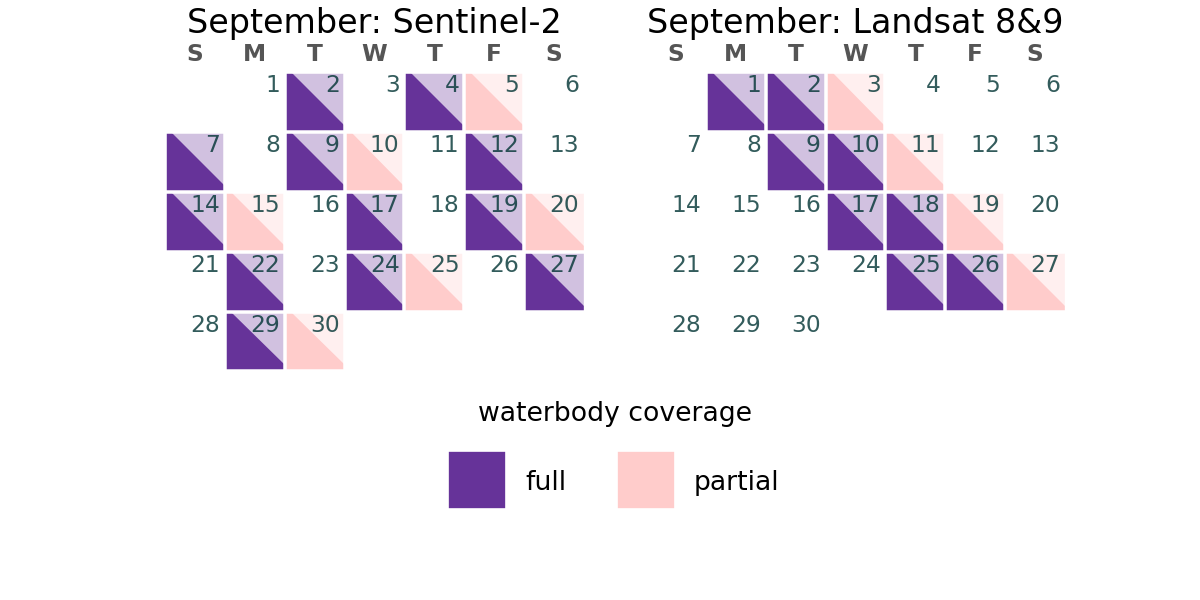 September: Sentinel-2
S M T W T F S
1 2 3 4 5 6
7 8 9 10 11 12 13
14 15 16 17 18 19 20
21 22 23 24 25 26 27
28 29 30
September: Landsat 8&9
S M T W T F S
1 2 3 4 5 6
7 8 9 10 11 12 13
14 15 16 17 18 19 20
21 22 23 24 25 26 27
28 29 30
waterbody coverage
full partial